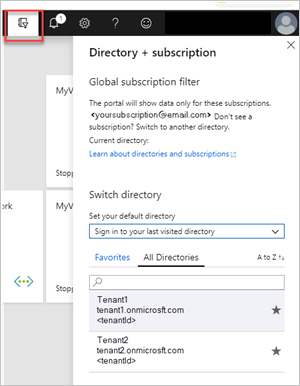 1
?
Directory + subscription
Global subscription filter
The portal will show data only for these subscriptions.
<yoursubscription@email.com> Don't see a
subscription? Switch to another directory.
Current directory:
Learn about directories and subscriptions
Switch directory
Set your default directory
Sign in to your last visited directory
Favorites
All Directories
A to Z ↑↓
Tenant1
tenant1.onmicrosft.com
<tenantId>
Tenant2
tenant2.onmicrosft.com
<tenantId>
MyV
Stopp
ork
MyV
Stopp